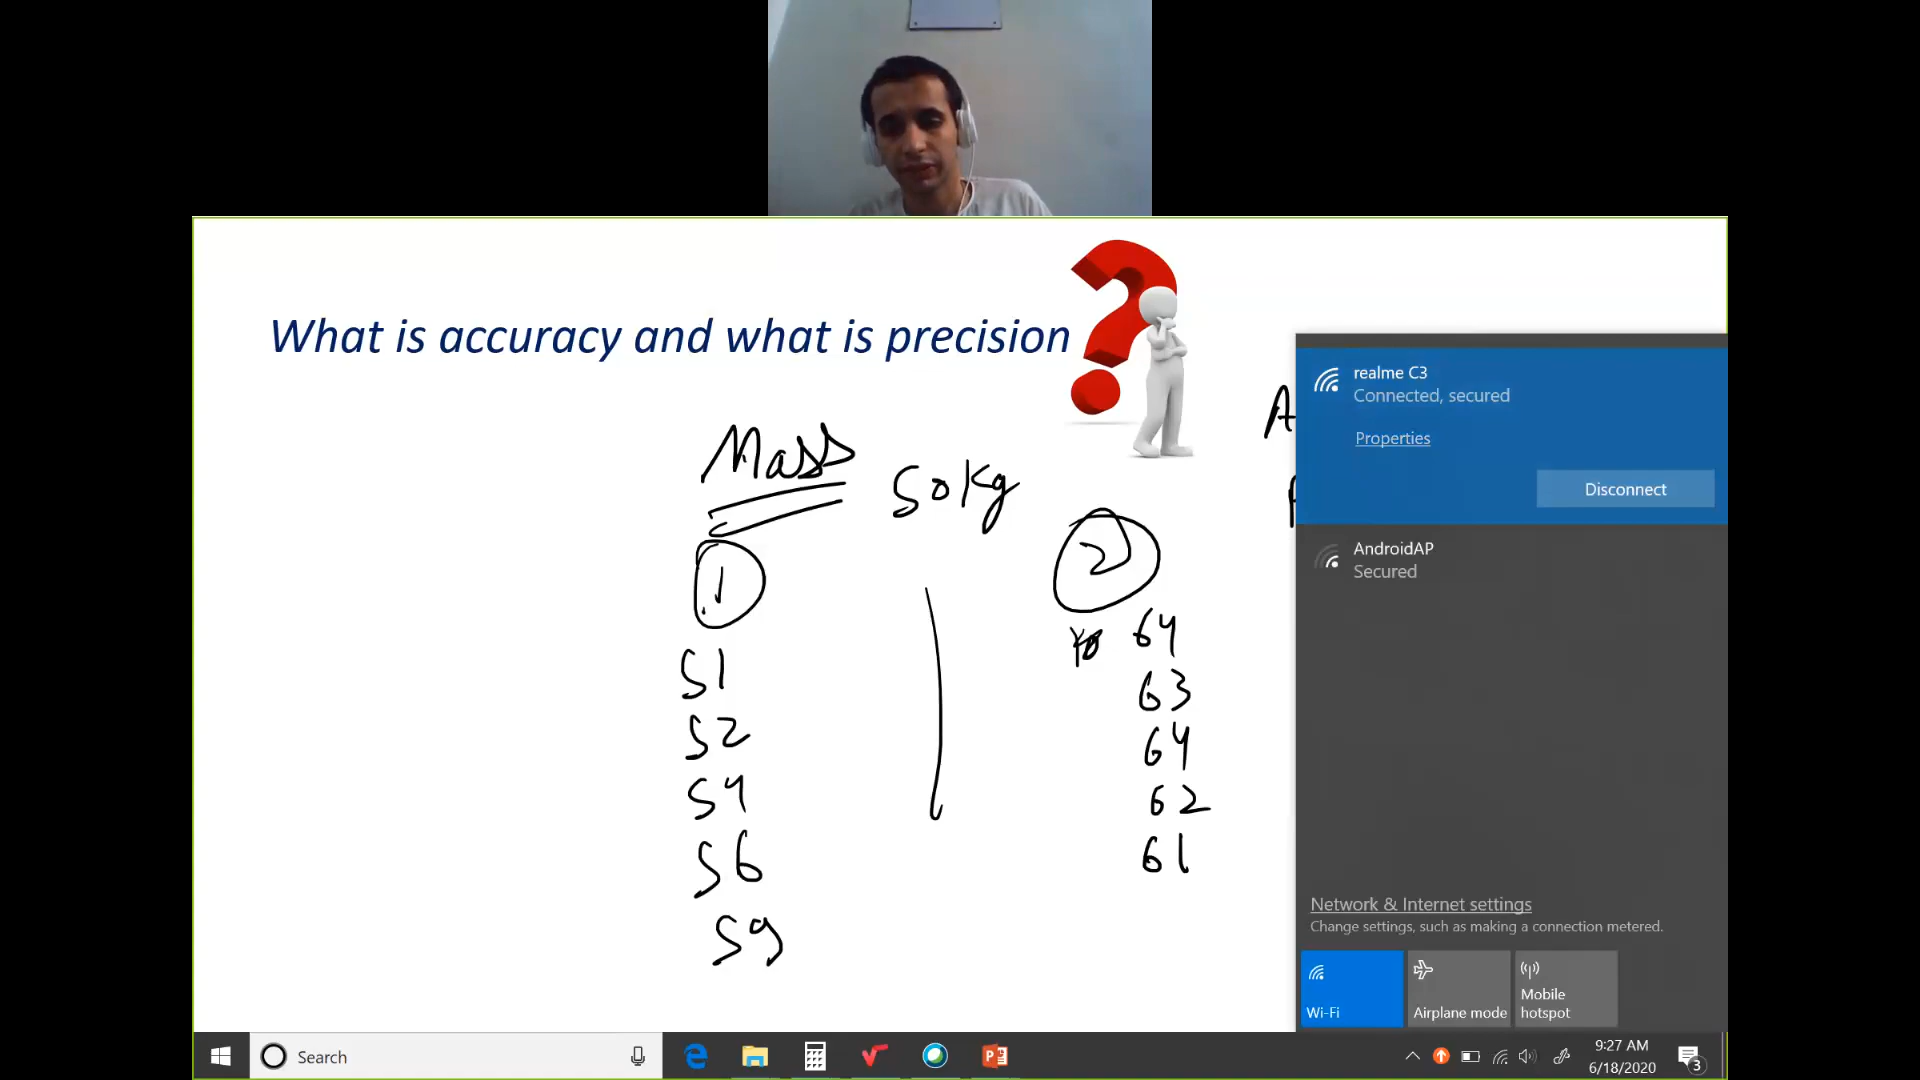 What is accuracy and what is precision
Mass
50 Kg
1
2
51
52
54
56
59
64
63
64
62
61
A
realme C3
Connected, secured
Properties
Disconnect
AndroidAP
Secured
Network & Internet settings
Change settings, such as making a connection metered.
Wi-Fi
Airplane mode
Mobile
hotspot
Search
9:27 AM
6/18/2020
3